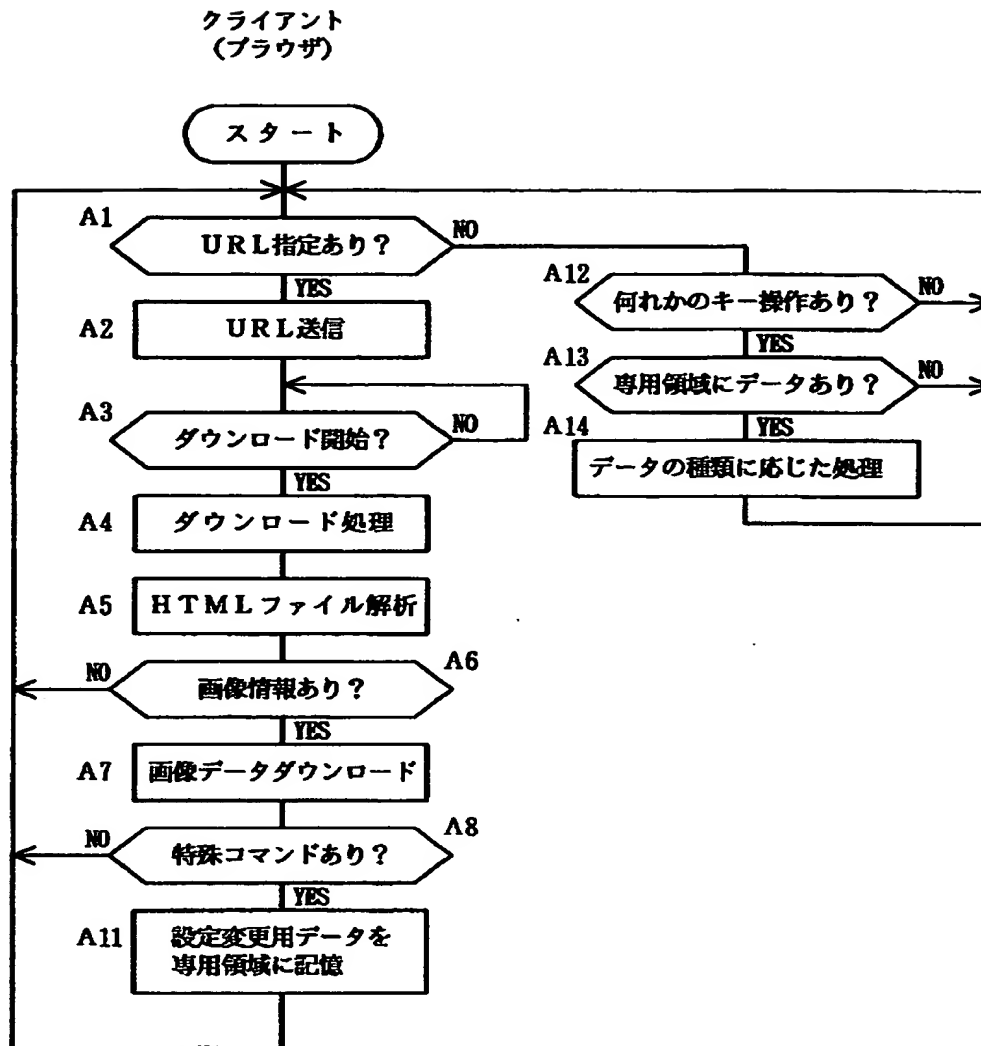 クライアント
(ブラウザ)
スタート
A1
URL指定あり?
NO
YES
A2
URL送信
A3
ダウンロード開始?
NO
YES
A4
ダウンロード処理
A5
HTMLファイル解析
A6
画像情報あり?
NO
YES
A7
画像データダウンロード
A8
特殊コマンドあり?
NO
YES
A11
設定変更用データを
専用領域に記憶
A12
何れかのキー操作あり?
NO
YES
A13
専用領域にデータあり?
NO
YES
A14
データの種類に応じた処理